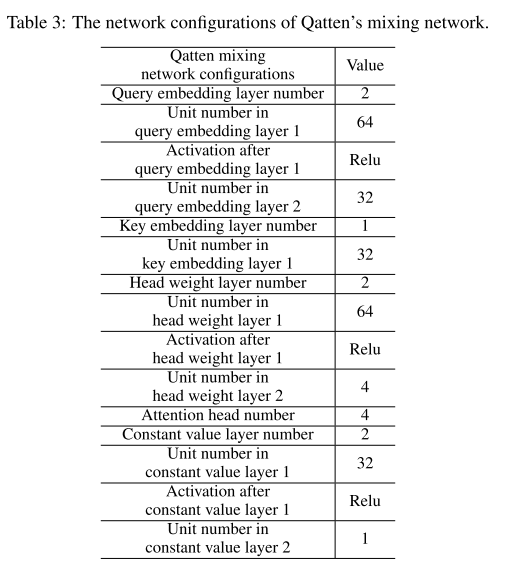 Table 3: The network configurations of Qatten's mixing network.
Qatten mixing
network configurations
Value
Query embedding layer number
2
Unit number in
query embedding layer 1
64
Activation after
query embedding layer 1
Relu
Unit number in
query embedding layer 2
32
Key embedding layer number
1
Unit number in
key embedding layer 1
32
Head weight layer number
2
Unit number in
head weight layer 1
64
Activation after
head weight layer 1
Relu
Unit number in
head weight layer 2
4
Attention head number
4
Constant value layer number
2
Unit number in
constant value layer 1
32
Activation after
constant value layer 1
Relu
Unit number in
constant value layer 2
1